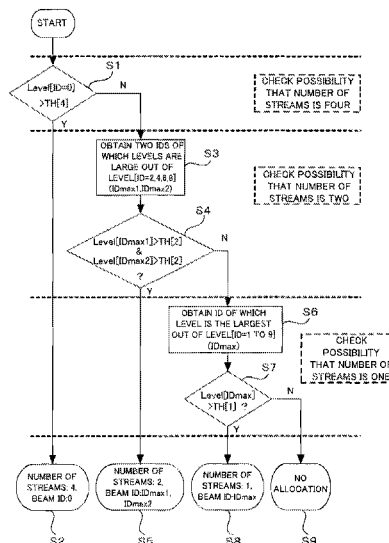 START
S1
Level[ID=0]
>TH[4]
N
Y
CHECK POSSIBILITY
THAT NUMBER OF
STREAMS IS FOUR
S3
OBTAIN TWO IDS OF
WHICH LEVELS ARE
LARGE OUT OF
LEVEL[ID=2,4,6,8]
(IDmax1,IDmax2)
CHECK POSSIBILITY
THAT NUMBER OF
STREAMS IS TWO
S4
Level[IDmax1]>TH[2]
&
Level[IDmax2]>TH[2]
?
N
Y
S6
OBTAIN ID OF WHICH
LEVEL IS THE LARGEST
OUT OF LEVEL[ID=1 TO 9]
(IDmax)
CHECK
POSSIBILITY
THAT NUMBER OF
STREAMS IS ONE
S7
Level[IDmax]
>TH[1] ?
N
Y
NUMBER OF
STREAMS: 4,
BEAM ID:0
NUMBER OF
STREAMS: 2,
BEAM ID:IDmax1,
IDmax2
NUMBER OF
STREAMS: 1,
BEAM ID:IDmax
NO
ALLOCATION
S2
S5
S8
S9